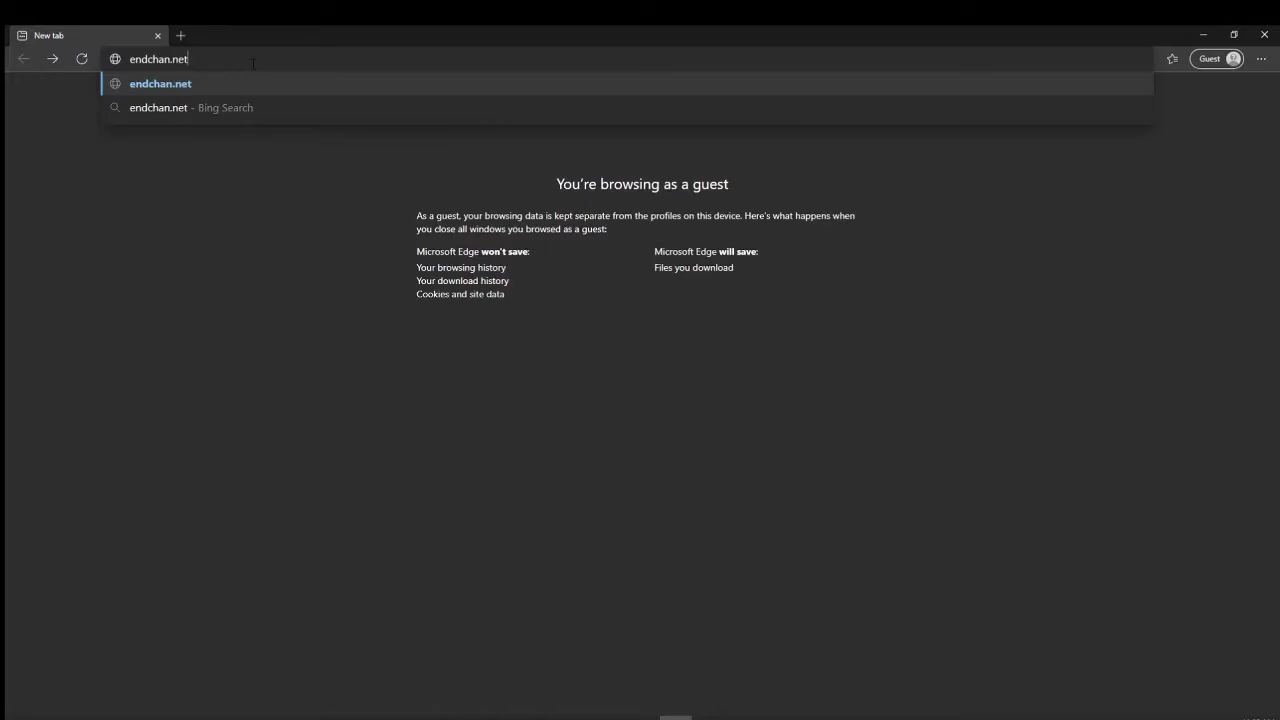 New tab
endchan.net
Guest
endchan.net
endchan.net - Bing Search
You're browsing as a guest
As a guest, your browsing data is kept separate from the profiles on this device. Here's what happens when
you close all windows you browsed as a guest:
Microsoft Edge won't save:
Your browsing history
Your download history
Cookies and site data
Microsoft Edge will save:
Files you download